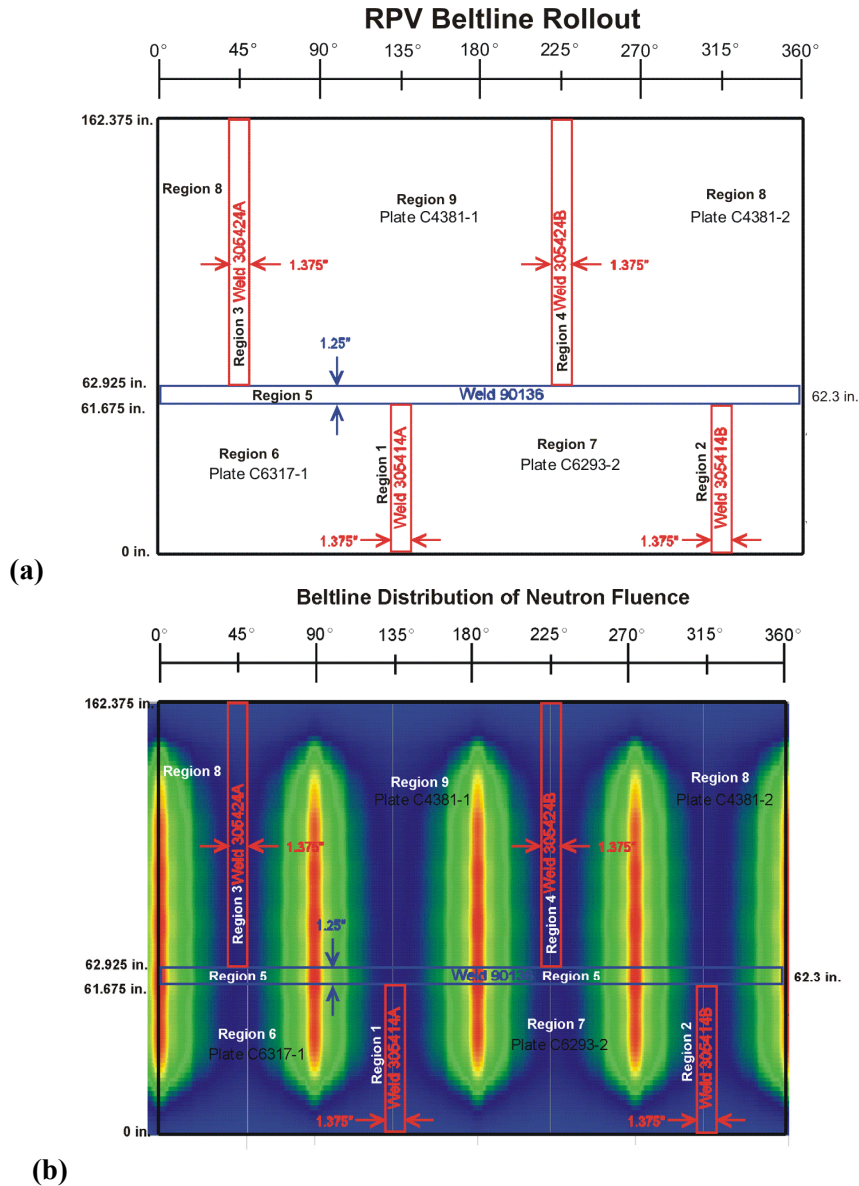 RPV Beltline Rollout
0° 45° 90° 135° 180° 225° 270° 315° 360°
162.375 in.
Region 8
Weld 305424A
Region 3
1.375"
Region 9
Plate C4381-1
Weld 305424B
Region 4
1.375"
Region 8
Plate C4381-2
1.25"
62.925 in.
Region 5
Weld 90136
62.3 in.
61.675 in.
Region 6
Plate C6317-1
Region 1
Weld 305414A
1.375"
Region 7
Plate C6293-2
Region 2
Weld 305414B
1.375"
0 in.
(a)
Beltline Distribution of Neutron Fluence
0° 45° 90° 135° 180° 225° 270° 315° 360°
162.375 in.
Region 8
Weld 305424A
Region 3
1.375"
Region 9
Plate C4381-1
Weld 305424B
Region 4
1.375"
Region 8
Plate C4381-2
1.25"
62.925 in.
Region 5
Weld 90136
Region 5
62.3 in.
61.675 in.
Region 6
Plate C6317-1
Region 1
Weld 305414A
1.375"
Region 7
Plate C6293-2
Region 2
Weld 305414B
1.375"
0 in.
(b)